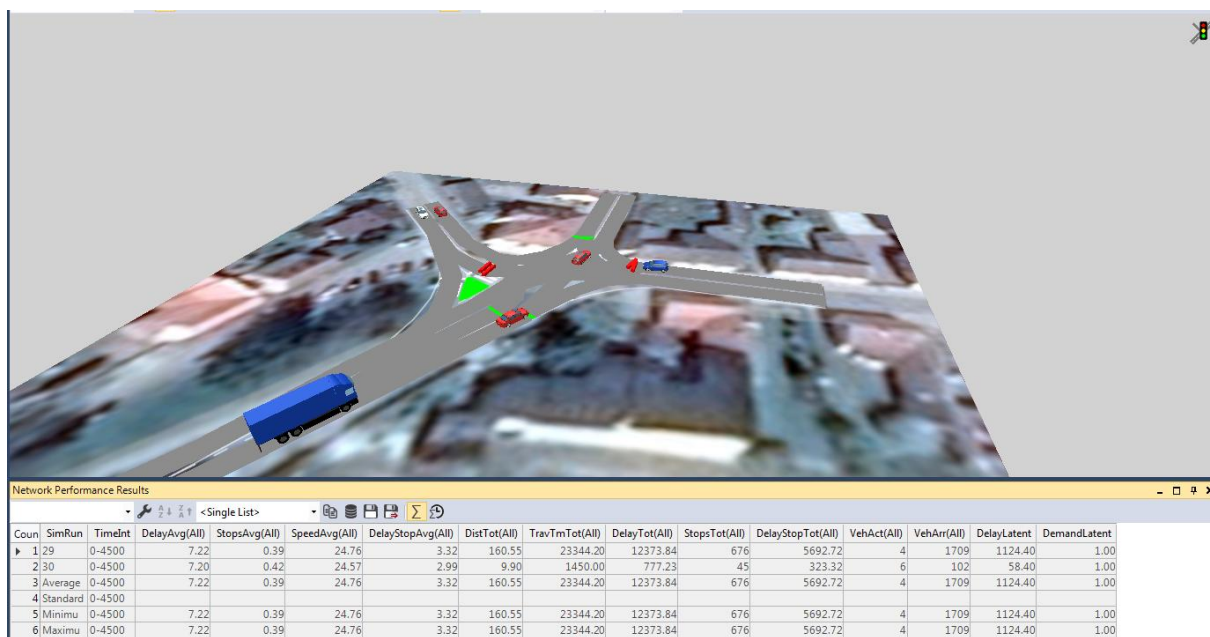 Network Performance Results
<Single List>
Coun SimRun TimeInt DelayAvg(All) StopsAvg(All) SpeedAvg(All) DelayStopAvg(All) DistTot(All) TravTmTot(All) DelayTot(All) StopsTot(All) DelayStopTot(All) VehAct(All) VehArr(All) DelayLatent DemandLatent
1 29 0-4500 7.22 0.39 24.76 3.32 160.55 23344.20 12373.84 676 5692.72 4 1709 1124.40 1.00
2 30 0-4500 7.20 0.42 24.57 2.99 9.90 1450.00 777.23 45 323.32 6 102 58.40 1.00
3 Average 0-4500 7.22 0.39 24.76 3.32 160.55 23344.20 12373.84 676 5692.72 4 1709 1124.40 1.00
4 Standard 0-4500
5 Minimu 0-4500 7.22 0.39 24.76 3.32 160.55 23344.20 12373.84 676 5692.72 4 1709 1124.40 1.00
6 Maximu 0-4500 7.22 0.39 24.76 3.32 160.55 23344.20 12373.84 676 5692.72 4 1709 1124.40 1.00